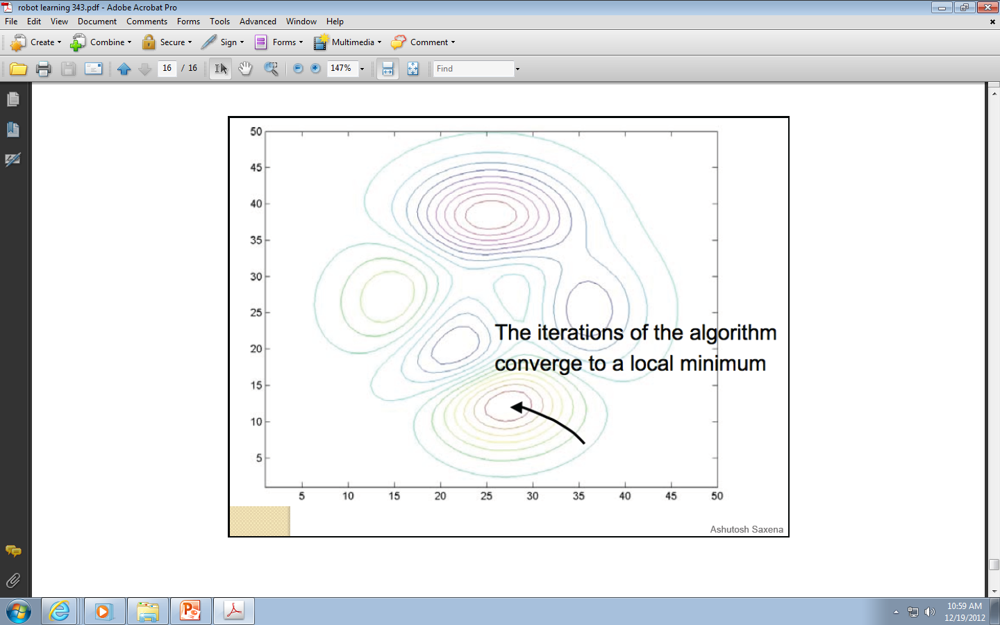 robot learning 343.pdf - Adobe Acrobat Pro
File Edit View Document Comments Forms Tools Advanced Window Help
Create Combine Secure Sign Forms Multimedia Comment
16 / 16 147% Find
50
45
40
35
30
25
20
15
10
5
The iterations of the algorithm
converge to a local minimum
5 10 15 20 25 30 35 40 45 50
Ashutosh Saxena
10:59 AM
12/19/2012